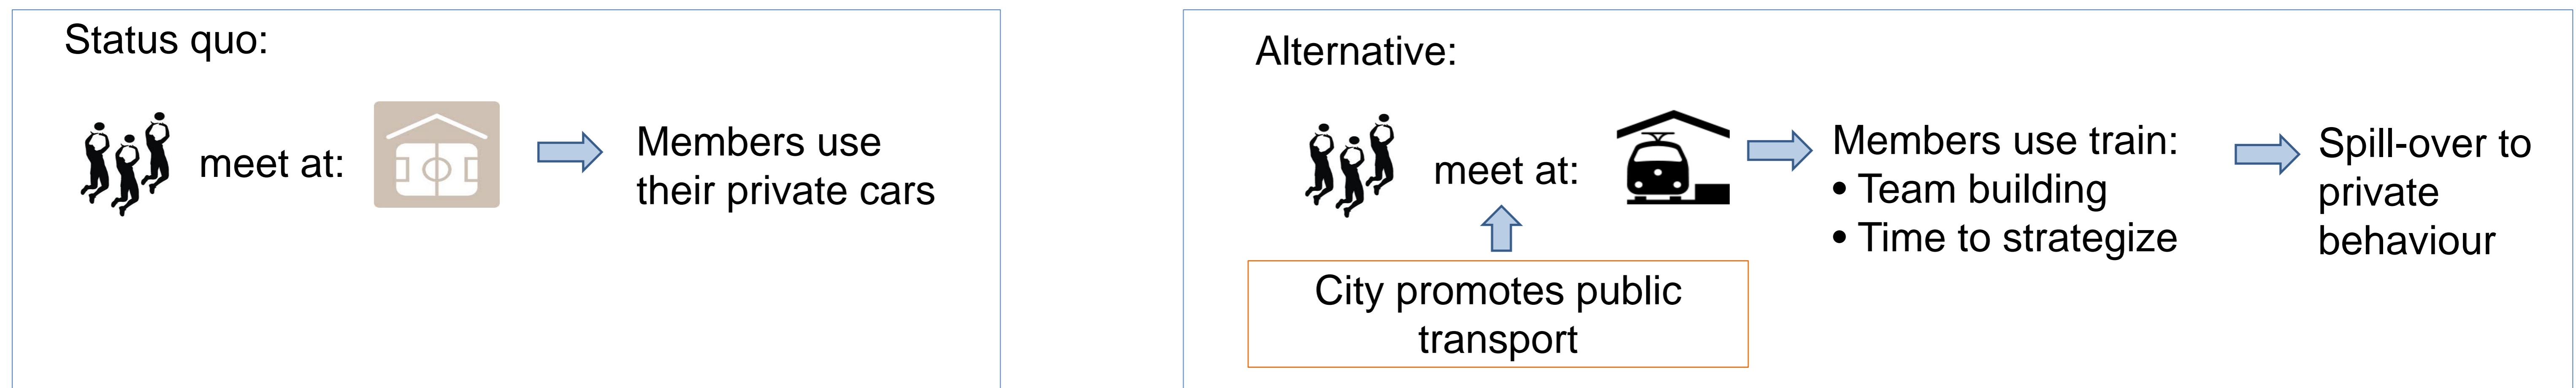 Status quo:
meet at:
Members use
their private cars
Alternative:
meet at:
Members use train:
• Team building
• Time to strategize
Spill-over to
private
behaviour
City promotes public
transport